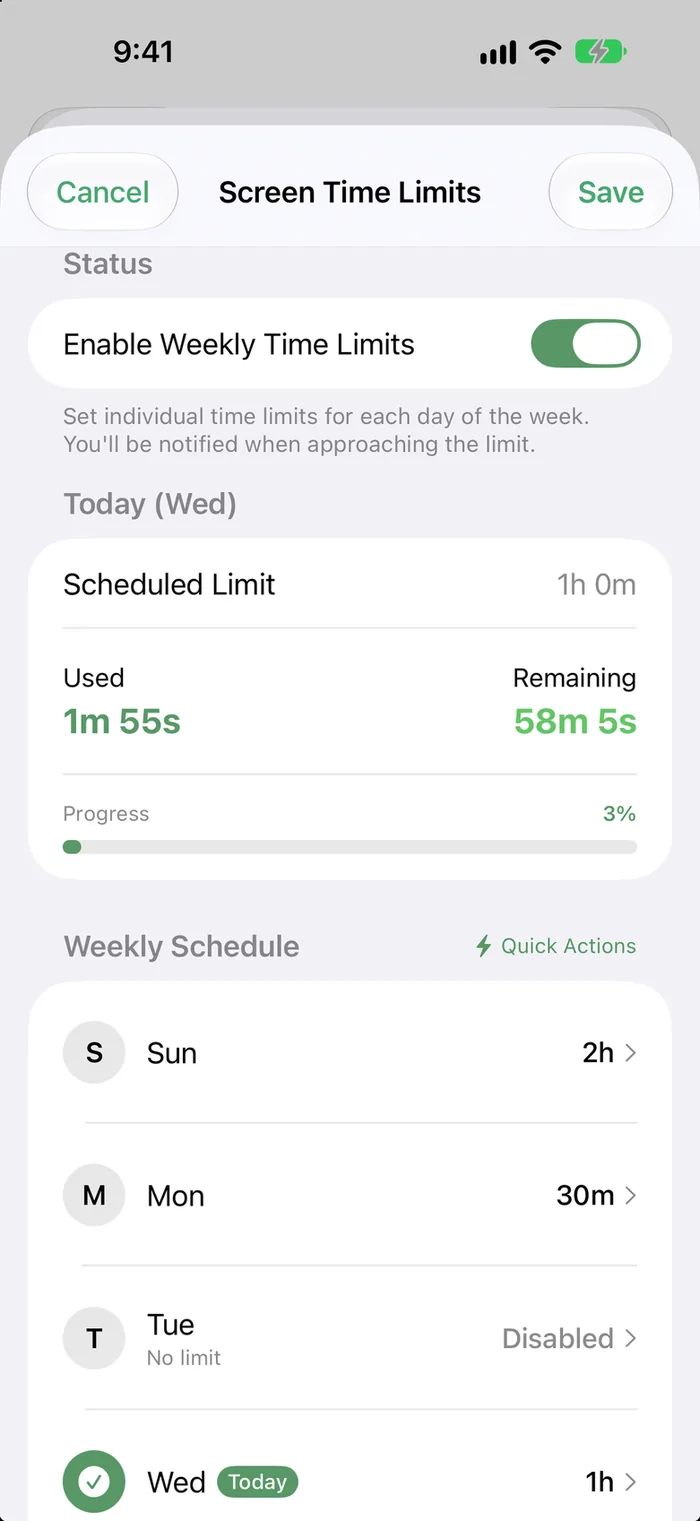 9:41
Cancel
Screen Time Limits
Save
Status
Enable Weekly Time Limits
Set individual time limits for each day of the week.
You'll be notified when approaching the limit.
Today (Wed)
Scheduled Limit
1h 0m
Used
Remaining
1m 55s
58m 5s
Progress
3%
Weekly Schedule
Quick Actions
S
Sun
2h
M
Mon
30m
T
Tue
No limit
Disabled
Wed
Today
1h